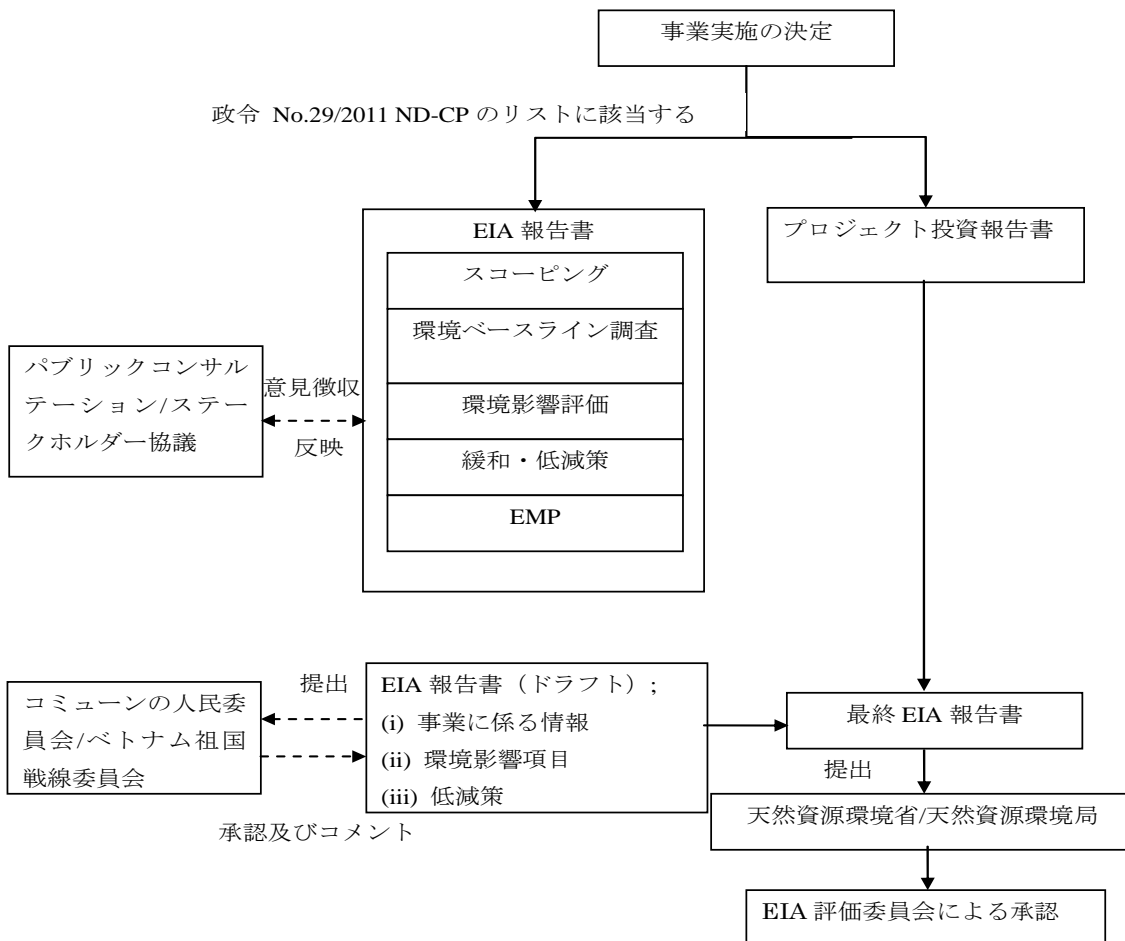 事業実施の決定
政令 No.29/2011 ND-CP のリストに該当する
EIA 報告書
スコーピング
環境ベースライン調査
環境影響評価
緩和・低減策
EMP
プロジェクト投資報告書
パブリックコンサル
テーション/ステー
クホルダー協議
意見徴収
反映
コミューンの人民委
員会/ベトナム祖国
戦線委員会
提出
承認及びコメント
EIA 報告書（ドラフト）;
(i) 事業に係る情報
(ii) 環境影響項目
(iii) 低減策
最終 EIA 報告書
提出
天然資源環境省/天然資源環境局
EIA 評価委員会による承認